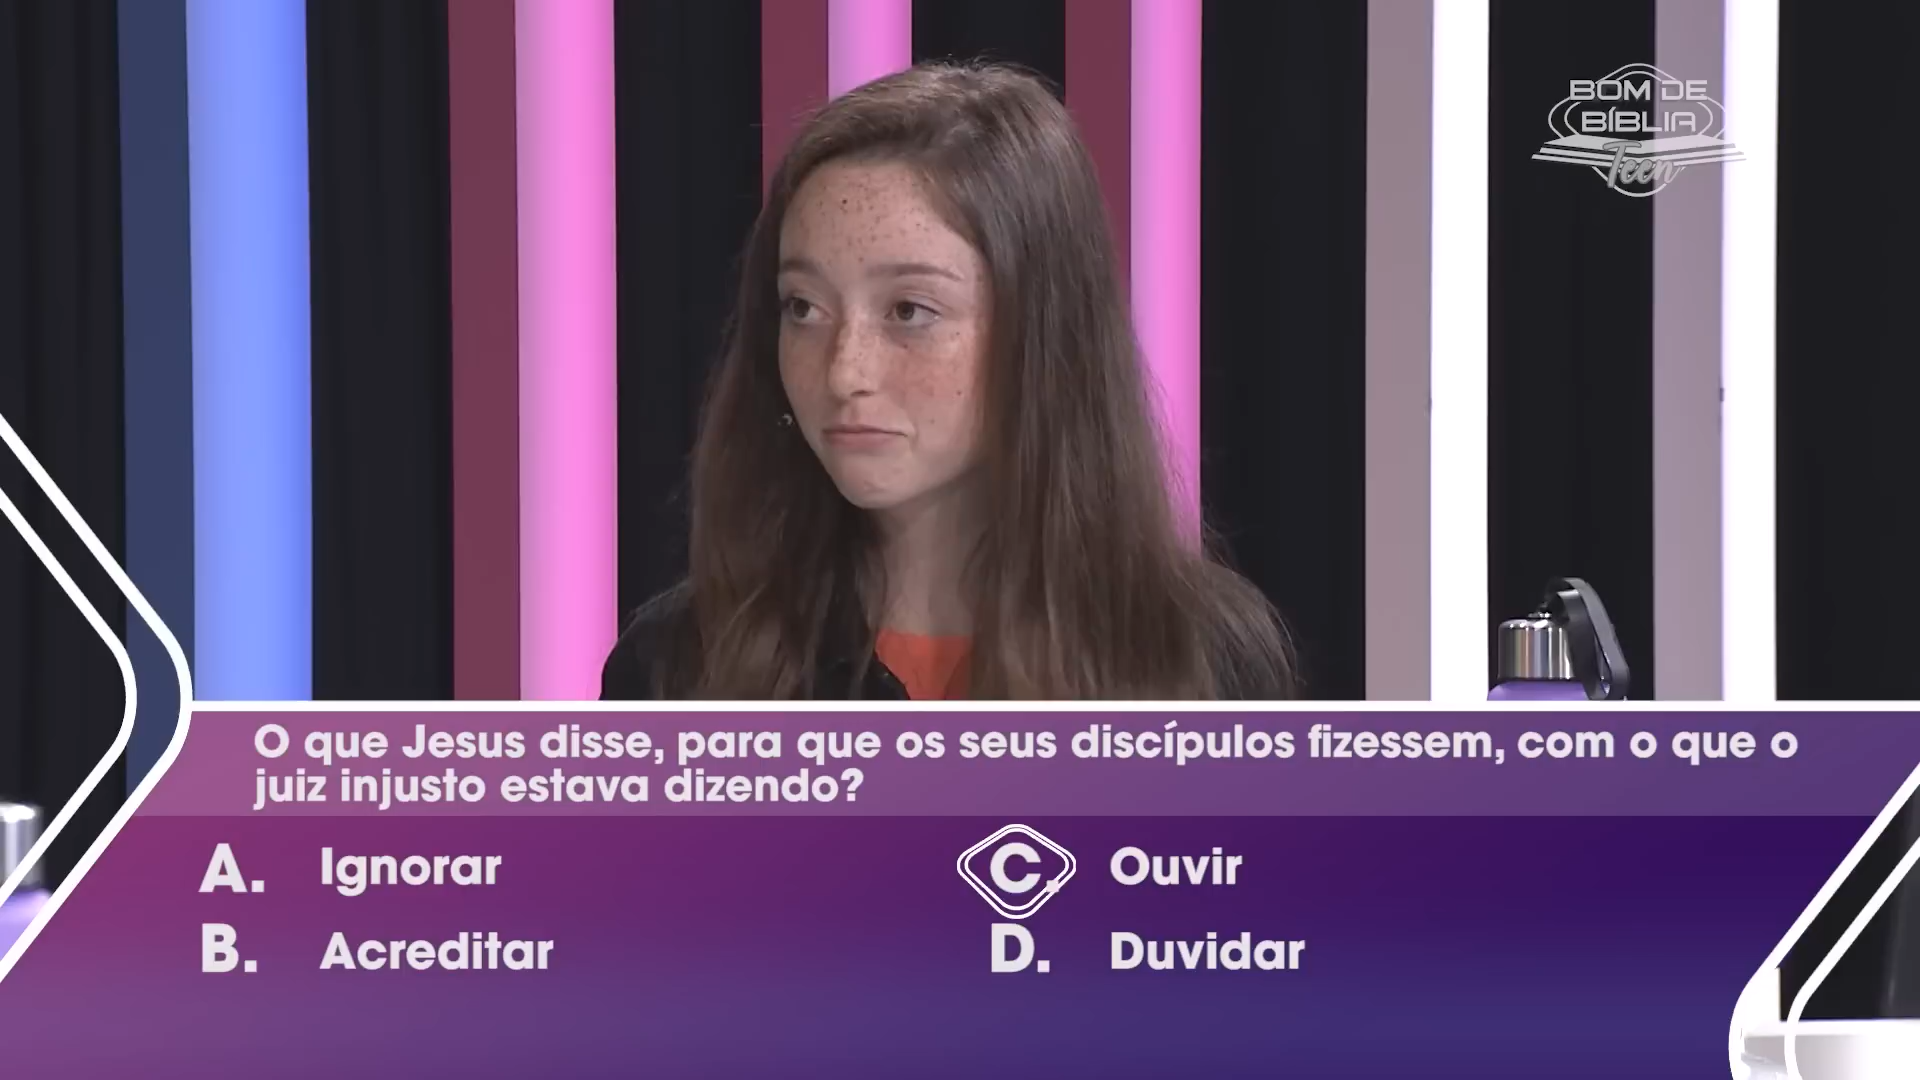 BOM DE
BÍBLIA
Teen
O que Jesus disse, para que os seus discípulos fizessem, com o que o
juiz injusto estava dizendo?
A. Ignorar
C. Ouvir
B. Acreditar
D. Duvidar